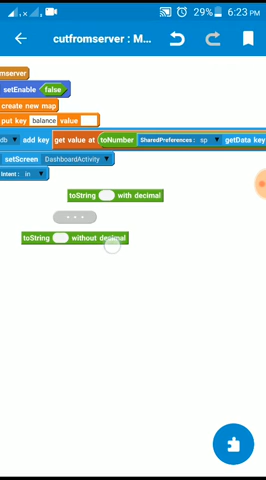 29% 6:23 PM
cutfromserver : M...
mserver
setEnable false
create new map
put key balance value
db add key get value at toNumber SharedPreferences: sp getData key
setScreen DashboardActivity
Intent: in
toString with decimal
toString without decimal